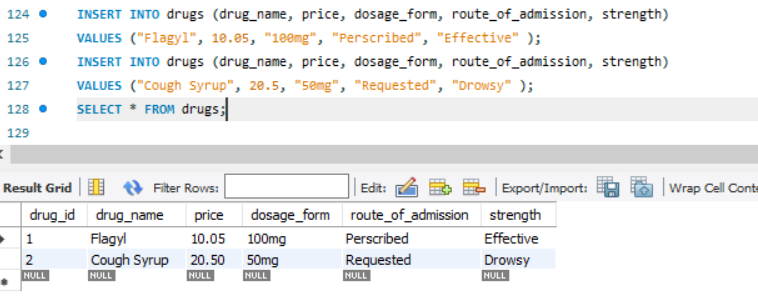 124 INSERT INTO drugs (drug_name, price, dosage_form, route_of_admission, strength)
125 VALUES ("Flagyl", 10.05, "100mg", "Perscribed", "Effective" );
126 INSERT INTO drugs (drug_name, price, dosage_form, route_of_admission, strength)
127 VALUES ("Cough Syrup", 20.5, "50mg", "Requested", "Drowsy" );
128 SELECT * FROM drugs;
129
Result Grid Filter Rows: Edit: Export/Import: Wrap Cell Conte
drug_id drug_name price dosage_form route_of_admission strength
1 Flagyl 10.05 100mg Perscribed Effective
2 Cough Syrup 20.50 50mg Requested Drowsy
NULL NULL NULL NULL NULL NULL